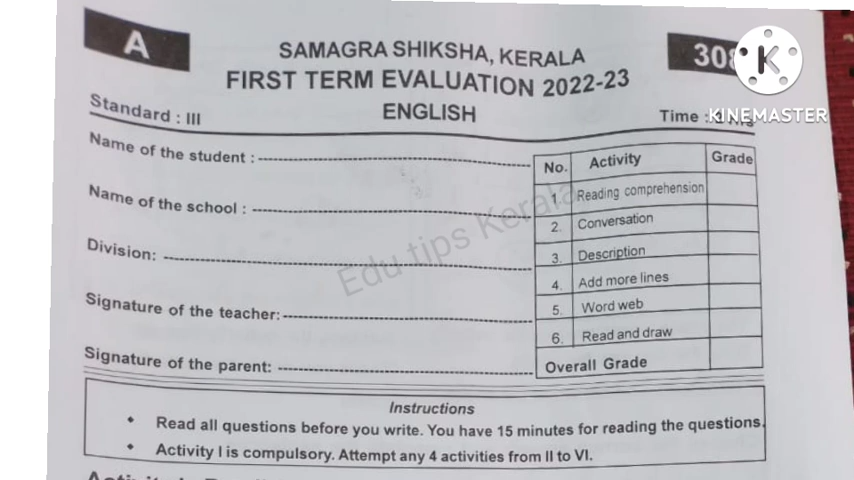 A
SAMAGRA SHIKSHA, KERALA
FIRST TERM EVALUATION 2022-23
ENGLISH
30
KINEMASTER
Standard : III
Time :
Name of the student :
Name of the school :
Division:
Signature of the teacher:
Signature of the parent:
No. Activity Grade
1. Reading comprehension
2. Conversation
3. Description
4. Add more lines
5. Word web
6. Read and draw
Overall Grade
Edu tips Kerala
Instructions
• Read all questions before you write. You have 15 minutes for reading the questions.
• Activity I is compulsory. Attempt any 4 activities from II to VI.